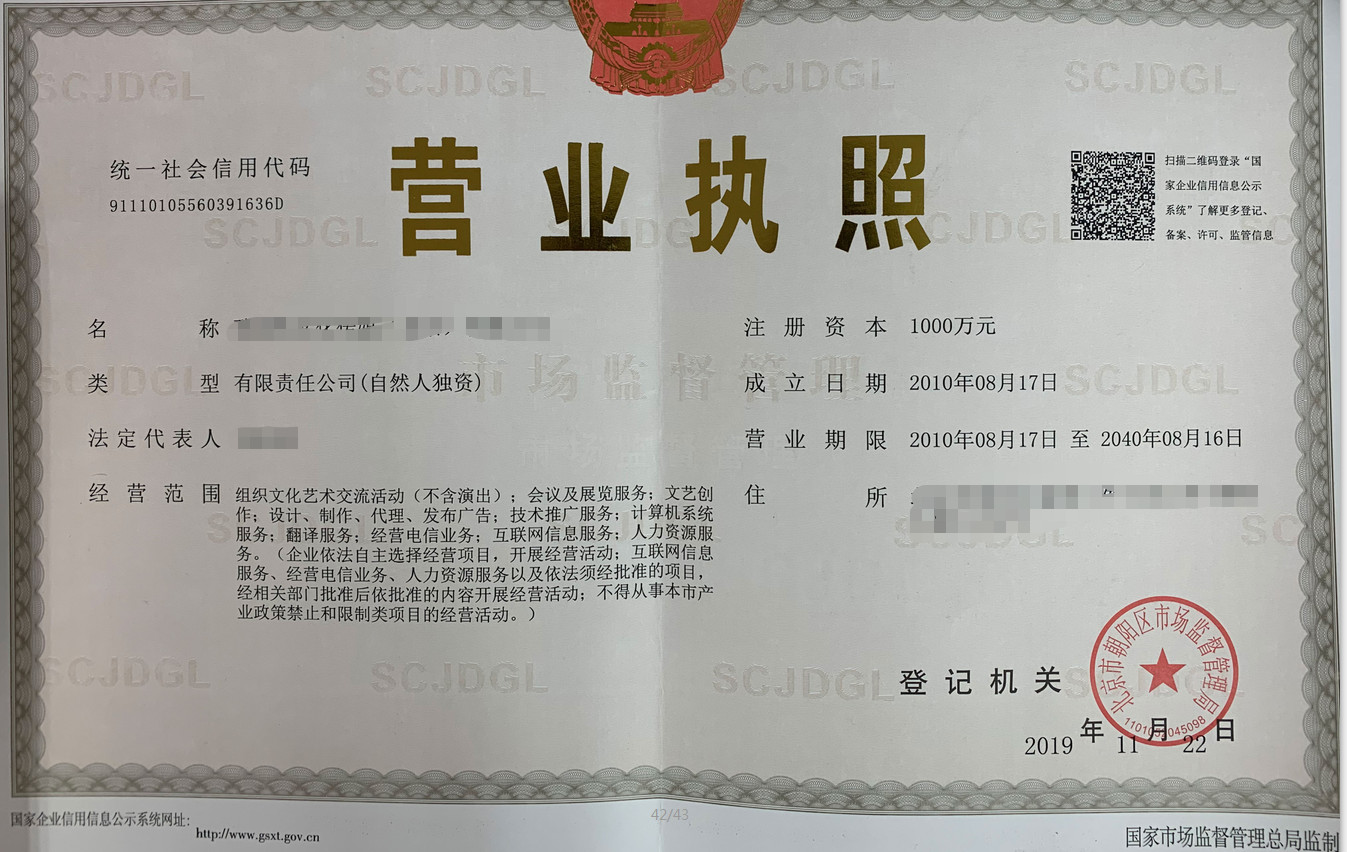 统一社会信用代码
91110105560391636D
营业执照
扫描二维码登录“国
家企业信用信息公示
系统”了解更多登记、
备案、许可、监管信息
名称
类型 有限责任公司(自然人独资)
法定代表人
经营范围 组织文化艺术交流活动（不含演出）；会议及展览服务；文艺创
作；设计、制作、代理、发布广告；技术推广服务；计算机系统
服务；翻译服务；经营电信业务；互联网信息服务；人力资源服
务。（企业依法自主选择经营项目，开展经营活动；互联网信息
服务、经营电信业务、人力资源服务以及依法须经批准的项目，
经相关部门批准后依批准的内容开展经营活动；不得从事本市产
业政策禁止和限制类项目的经营活动。）
注册资本 1000万元
成立日期 2010年08月17日
营业期限 2010年08月17日 至 2040年08月16日
住所
登记机关
北京市朝阳区市场监督管理局
2019年11月22日
国家企业信用信息公示系统网址：
http://www.gsxt.gov.cn
42/43
国家市场监督管理总局监制
SCJDGL
市场监督管理